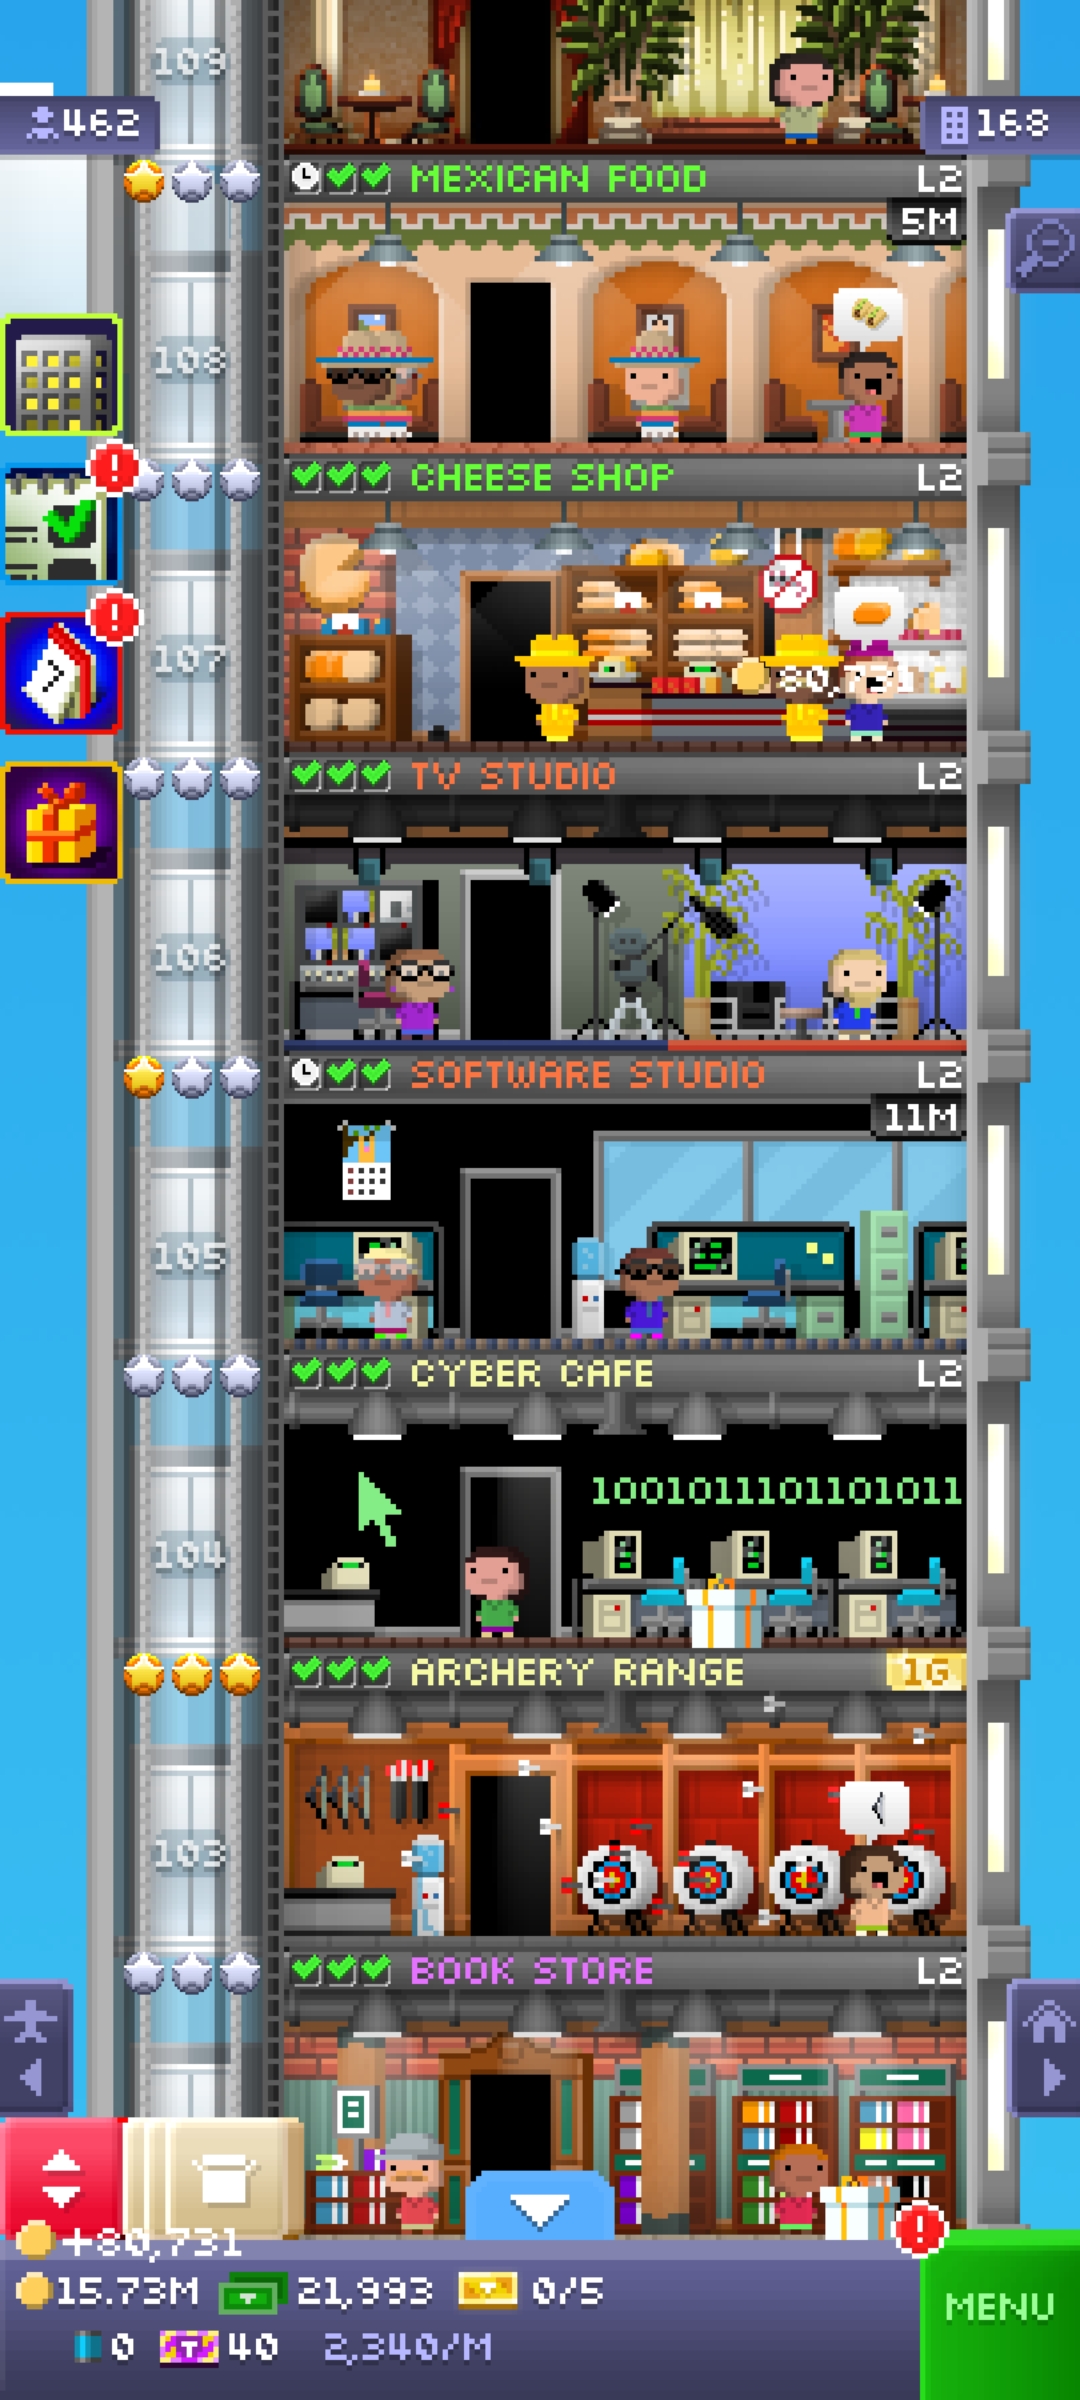 109
462
168
MEXICAN FOOD L2
5M
108
CHEESE SHOP L2
107
80,
TV STUDIO L2
106
SOFTWARE STUDIO L2
11M
105
CYBER CAFE L2
1001011101101011
104
ARCHERY RANGE 1G
103
BOOK STORE L2
8
+80,731
15.73M 21,993 0/5
0 T 40 2,340/M
MENU